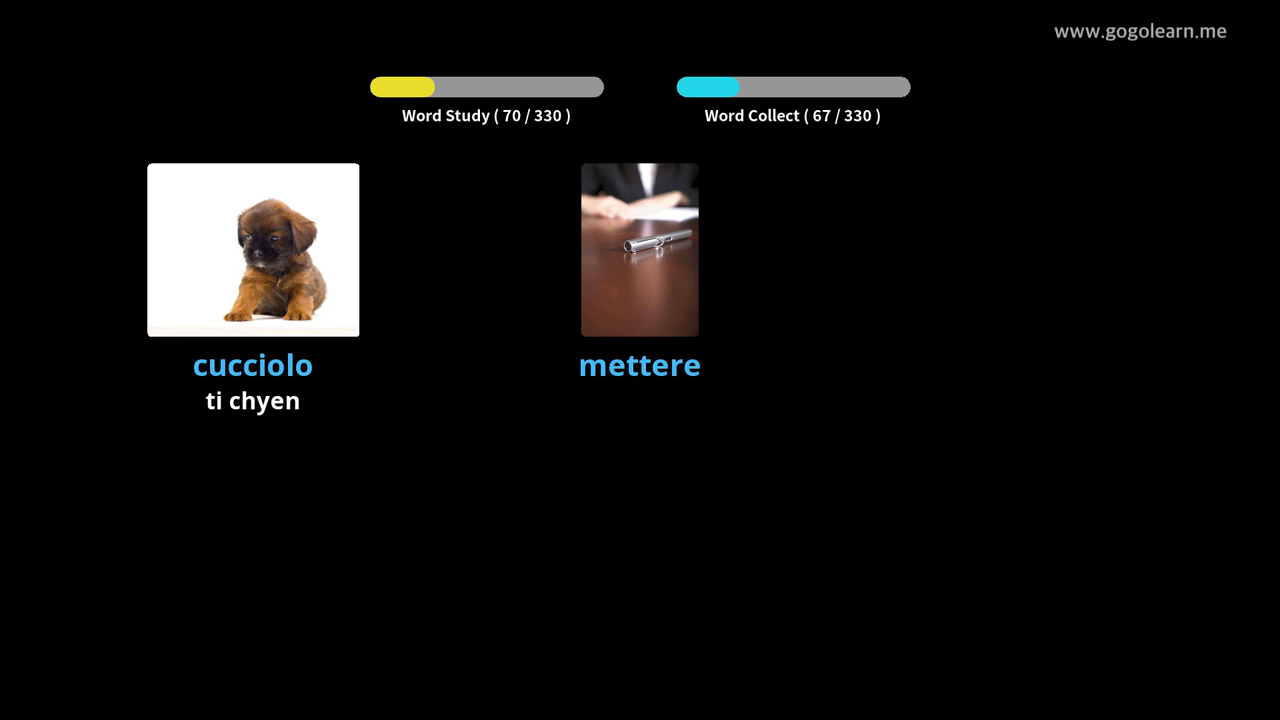 www.gogolearn.me
Word Study ( 70 / 330 )
Word Collect ( 67 / 330 )
cucciolo
ti chyen
mettere